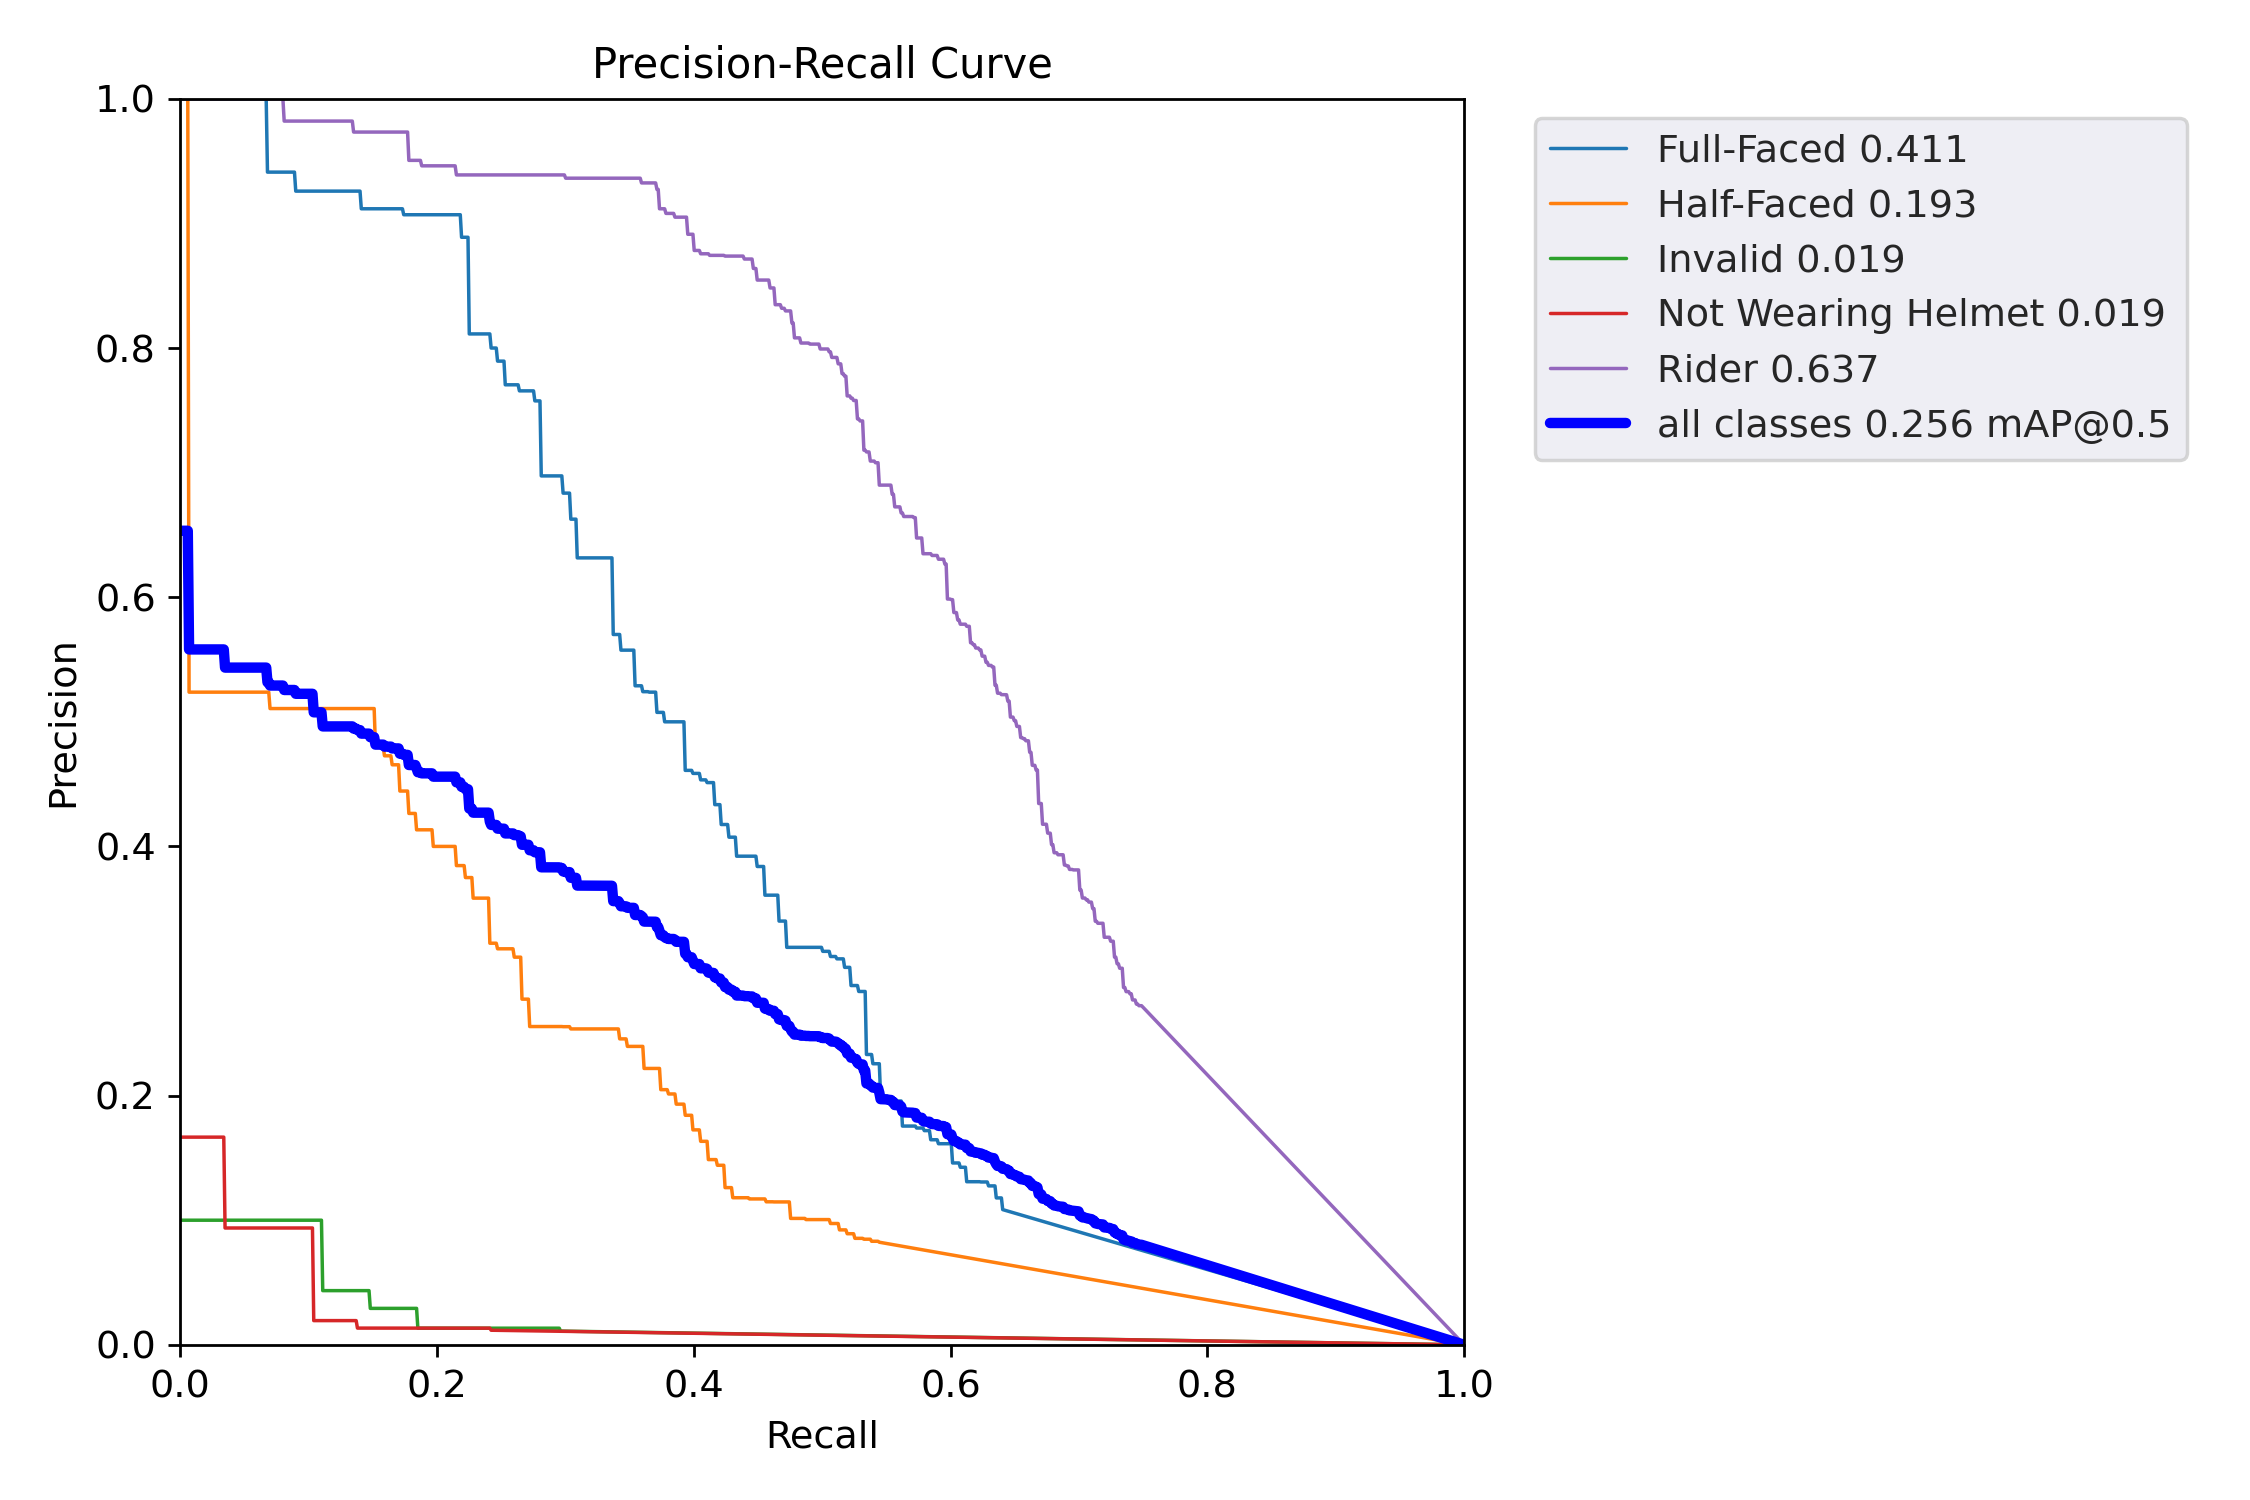 Precision-Recall Curve
1.0
0.8
0.6
0.4
0.2
0.0
Precision
0.0 0.2 0.4 0.6 0.8 1.0
Recall
Full-Faced 0.411
Half-Faced 0.193
Invalid 0.019
Not Wearing Helmet 0.019
Rider 0.637
all classes 0.256 mAP@0.5